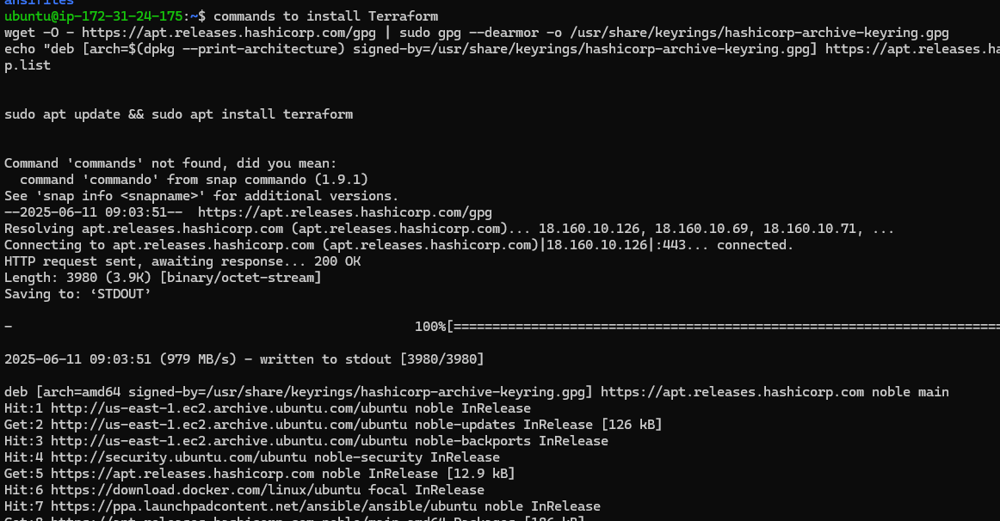 ansifiles
ubuntu@ip-172-31-24-175:~$ commands to install Terraform
wget -O - https://apt.releases.hashicorp.com/gpg | sudo gpg --dearmor -o /usr/share/keyrings/hashicorp-archive-keyring.gpg
echo "deb [arch=$(dpkg --print-architecture) signed-by=/usr/share/keyrings/hashicorp-archive-keyring.gpg] https://apt.releases.ha
p.list
sudo apt update && sudo apt install terraform
Command 'commands' not found, did you mean:
  command 'commando' from snap commando (1.9.1)
See 'snap info <snapname>' for additional versions.
--2025-06-11 09:03:51--  https://apt.releases.hashicorp.com/gpg
Resolving apt.releases.hashicorp.com (apt.releases.hashicorp.com)... 18.160.10.126, 18.160.10.69, 18.160.10.71, ...
Connecting to apt.releases.hashicorp.com (apt.releases.hashicorp.com)|18.160.10.126|:443... connected.
HTTP request sent, awaiting response... 200 OK
Length: 3980 (3.9K) [binary/octet-stream]
Saving to: ‘STDOUT’
-                                                    100%[======================================================================
2025-06-11 09:03:51 (979 MB/s) - written to stdout [3980/3980]
deb [arch=amd64 signed-by=/usr/share/keyrings/hashicorp-archive-keyring.gpg] https://apt.releases.hashicorp.com noble main
Hit:1 http://us-east-1.ec2.archive.ubuntu.com/ubuntu noble InRelease
Get:2 http://us-east-1.ec2.archive.ubuntu.com/ubuntu noble-updates InRelease [126 kB]
Hit:3 http://us-east-1.ec2.archive.ubuntu.com/ubuntu noble-backports InRelease
Hit:4 http://security.ubuntu.com/ubuntu noble-security InRelease
Get:5 https://apt.releases.hashicorp.com noble InRelease [12.9 kB]
Hit:6 https://download.docker.com/linux/ubuntu focal InRelease
Hit:7 https://ppa.launchpadcontent.net/ansible/ansible/ubuntu noble InRelease
Get:8 https://apt.releases.hashicorp.com noble/main amd64 Packages [186 kB]